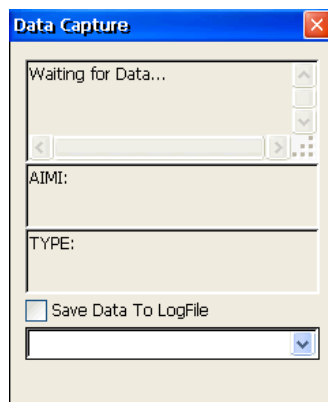 Data Capture
Waiting for Data...
AIMI:
TYPE:
Save Data To LogFile